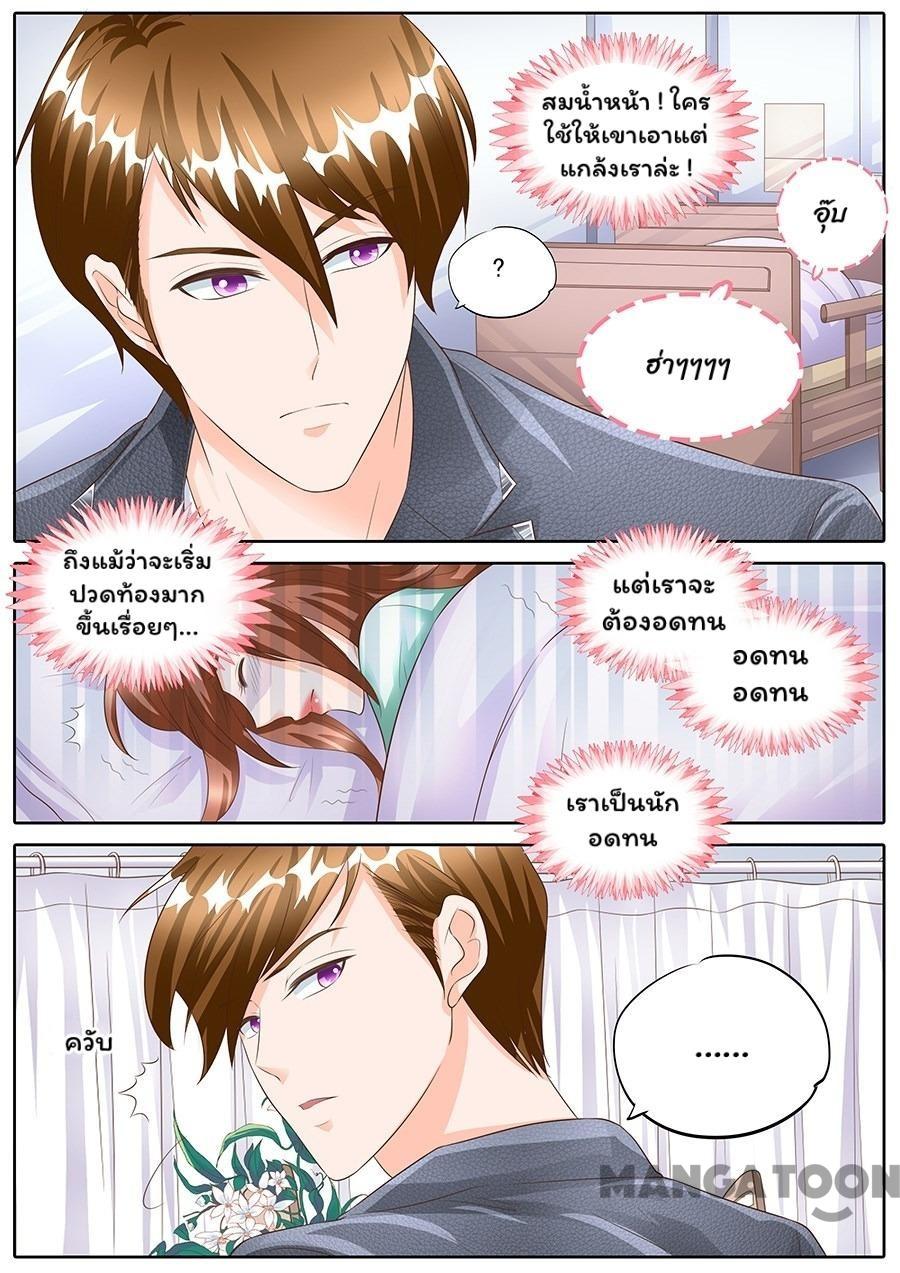 สมน้ำหน้า ! ใคร
ใช้ให้เขาเอาแต่
แกล้งเราล่ะ !
อุ๊บ
?
ฮ่าๆๆๆๆ
ถึงแม้ว่าจะเริ่ม
ปวดท้องมาก
ขึ้นเรื่อยๆ...
แต่เราจะ
ต้องอดทน
อดทน
อดทน
เราเป็นนัก
อดทน
ควับ
......
MANGATOON